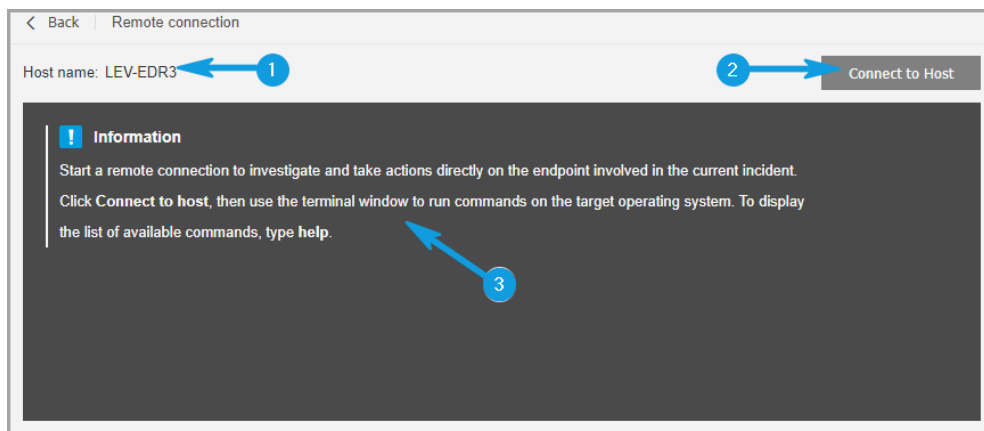 Back Remote connection
Host name: LEV-EDR3 1 2 Connect to Host
! Information
Start a remote connection to investigate and take actions directly on the endpoint involved in the current incident.
Click Connect to host, then use the terminal window to run commands on the target operating system. To display
the list of available commands, type help.
3